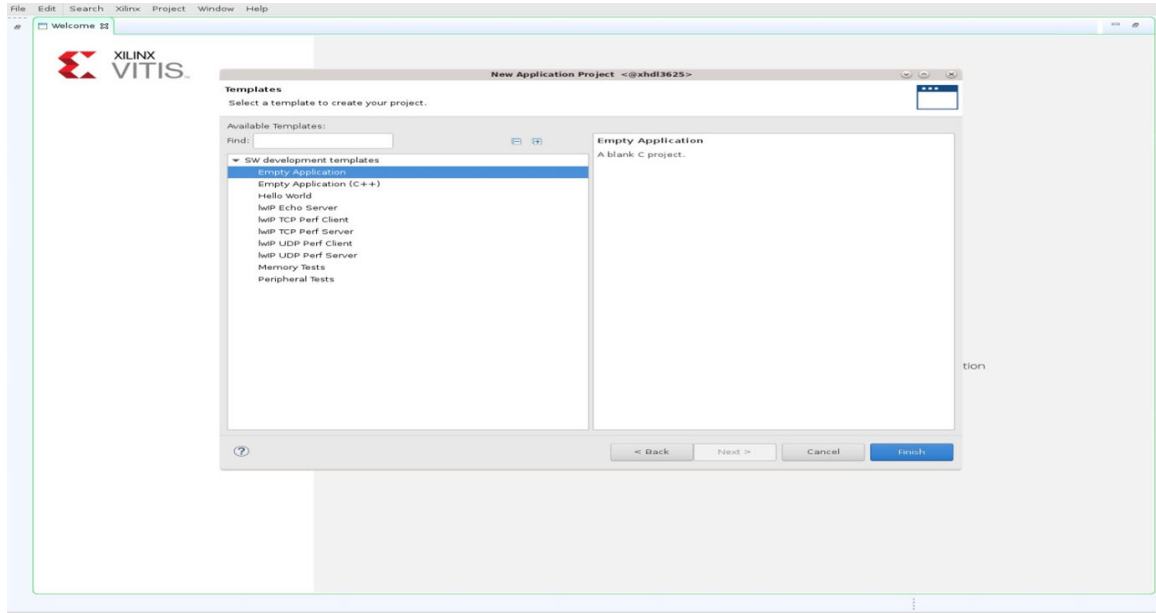 File Edit Search Xilinx Project Window Help
Welcome
XILINX
VITIS
New Application Project <@xhdl3625>
Templates
Select a template to create your project.
Available Templates:
Find:
Empty Application
A blank C project.
SW development templates
Empty Application
Empty Application (C++)
Hello World
lwIP Echo Server
lwIP TCP Perf Client
lwIP TCP Perf Server
lwIP UDP Perf Client
lwIP UDP Perf Server
Memory Tests
Peripheral Tests
tion
? < Back Next > Cancel Finish